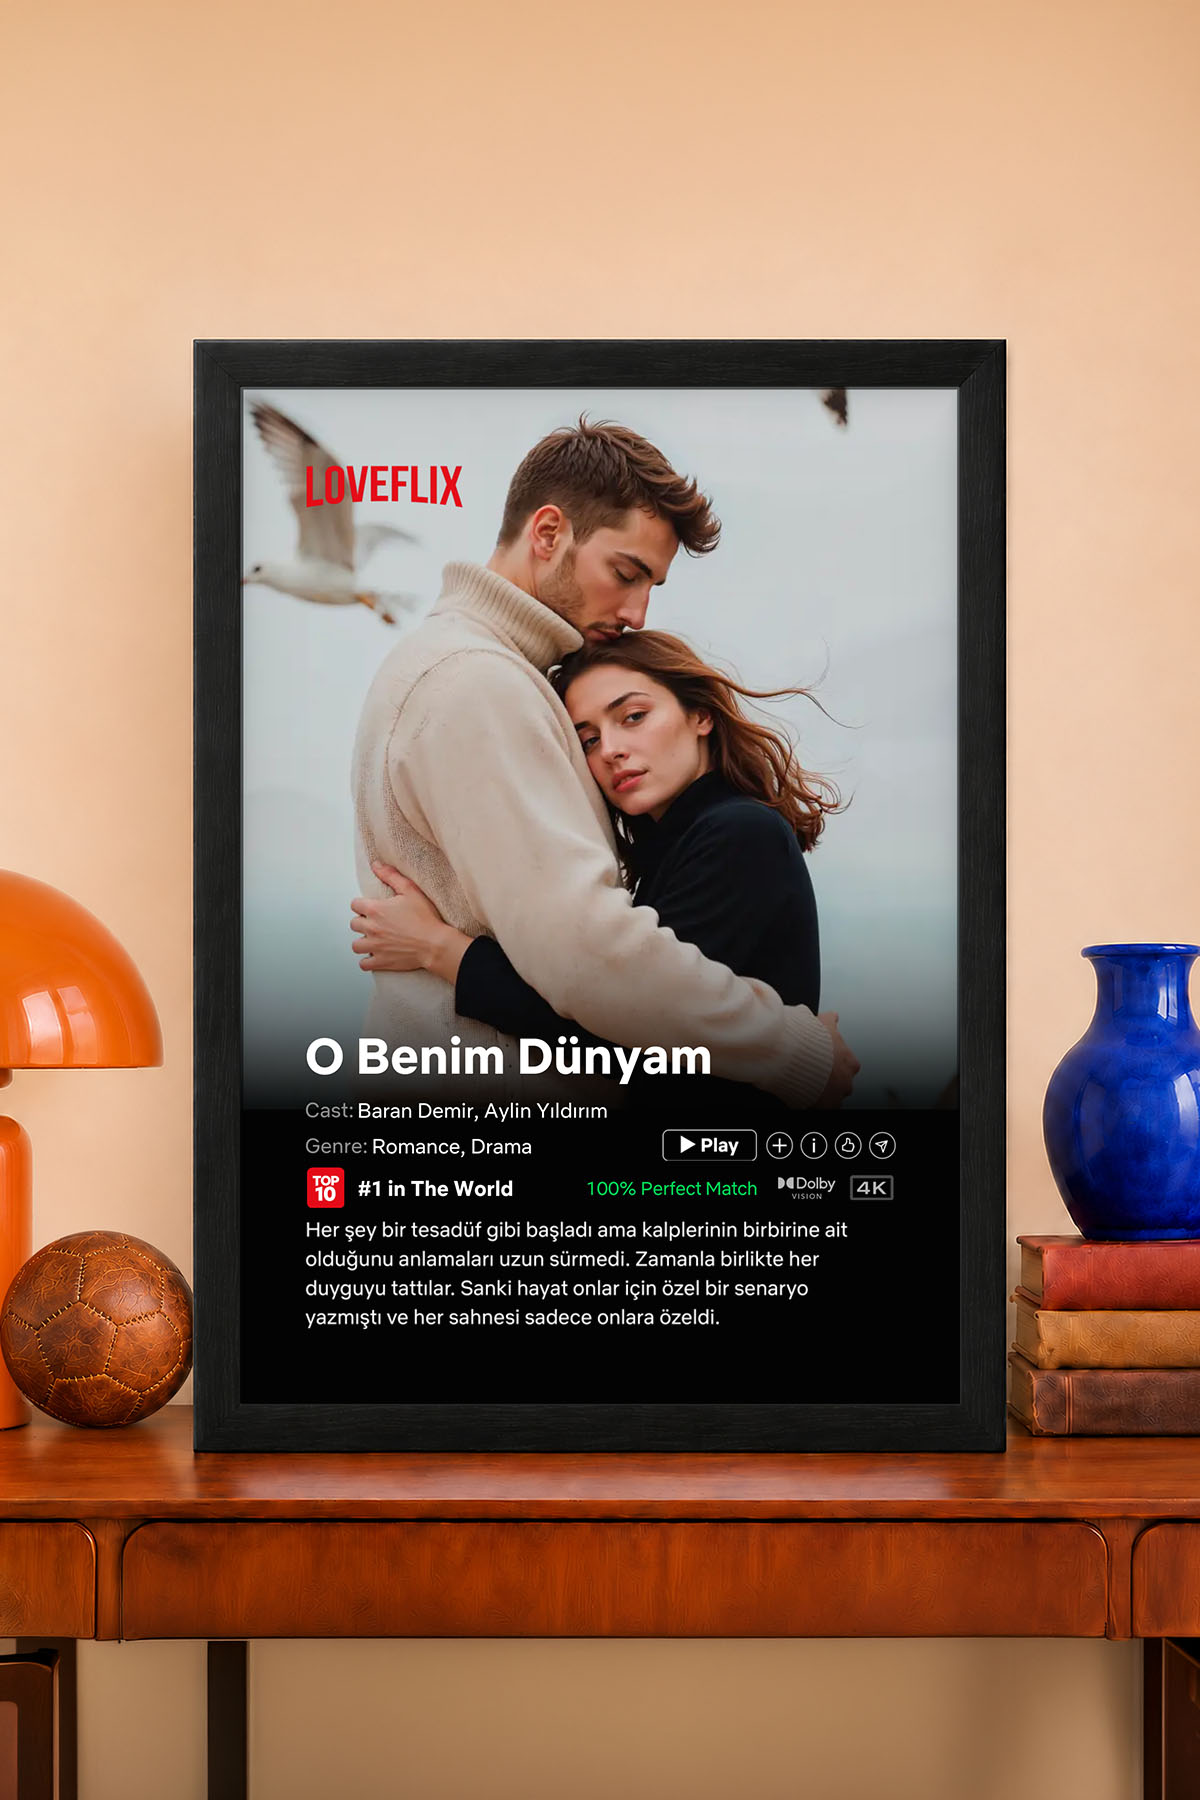 LOVEFLIX
O Benim Dünyam
Cast: Baran Demir, Aylin Yıldırım
Genre: Romance, Drama
Play
TOP 10
#1 in The World
100% Perfect Match
Dolby VISION
4K
Her şey bir tesadüf gibi başladı ama kalplerinin birbirine ait
olduğunu anlamaları uzun sürmedi. Zamanla birlikte her
duyguyu tattılar. Sanki hayat onlar için özel bir senaryo
yazmıştı ve her sahnesi sadece onlara özeldi.